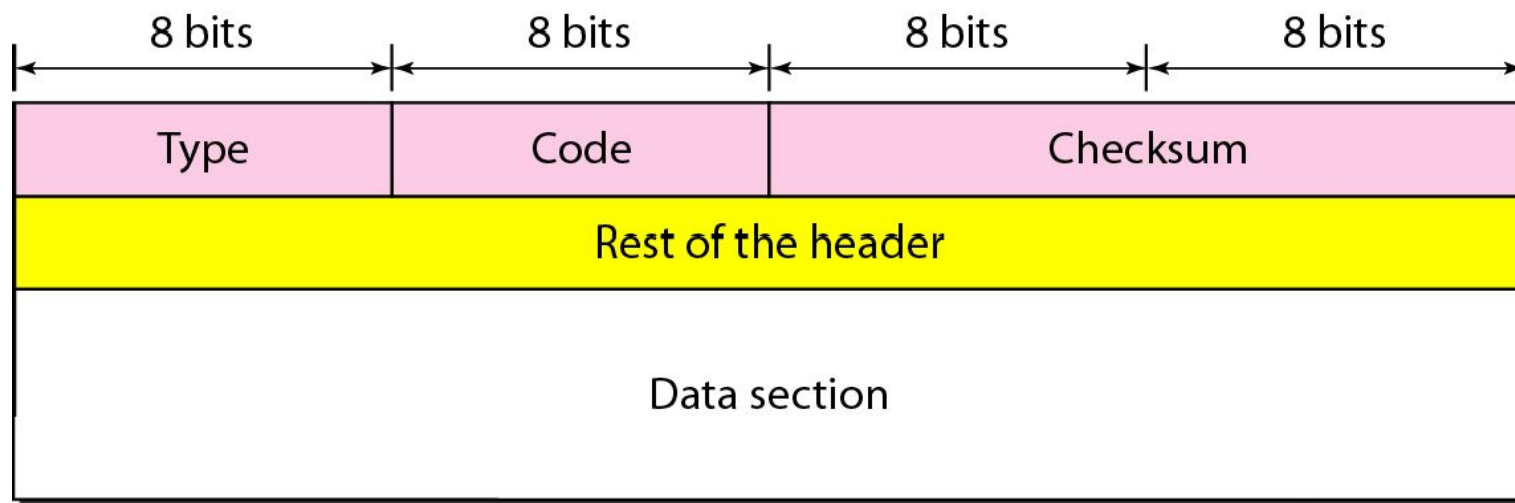 8 bits 8 bits 8 bits 8 bits
Type Code Checksum
Rest of the header
Data section